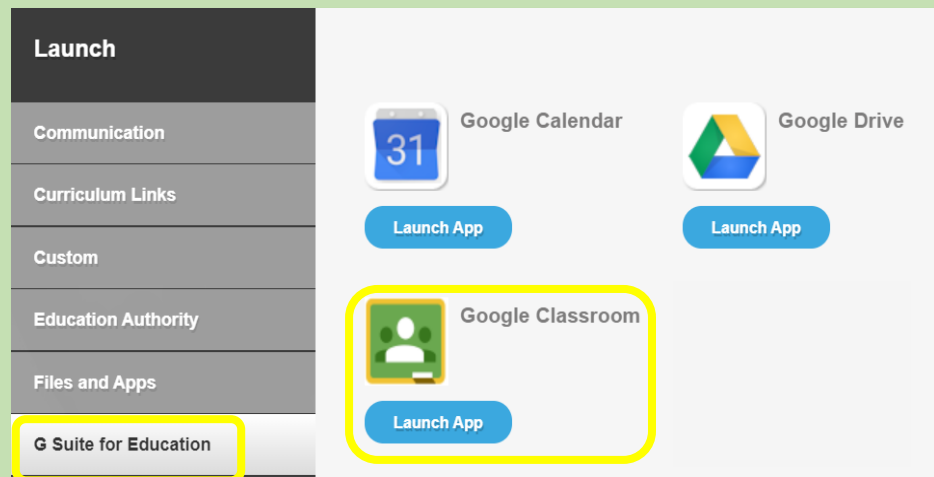 Launch
Communication
Curriculum Links
Custom
Education Authority
Files and Apps
G Suite for Education
31
Google Calendar
Launch App
Google Drive
Launch App
Google Classroom
Launch App